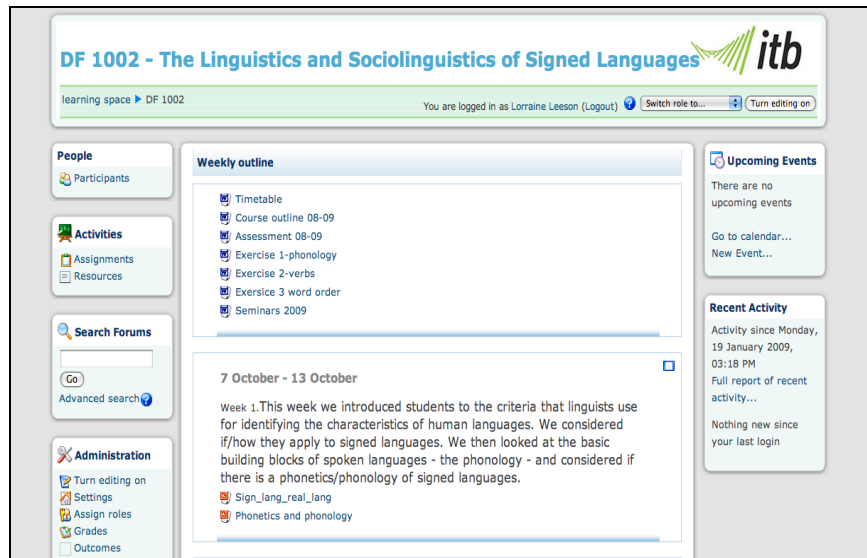 DF 1002 - The Linguistics and Sociolinguistics of Signed Languages
itb
learning space ▶ DF 1002
You are logged in as Lorraine Leeson (Logout)
Switch role to...
Turn editing on
People
Participants
Activities
Assignments
Resources
Search Forums
Go
Advanced search
Administration
Turn editing on
Settings
Assign roles
Grades
Outcomes
Weekly outline
Timetable
Course outline 08-09
Assessment 08-09
Exercise 1-phonology
Exercise 2-verbs
Exersice 3 word order
Seminars 2009
7 October - 13 October
Week 1.This week we introduced students to the criteria that linguists use
for identifying the characteristics of human languages. We considered
if/how they apply to signed languages. We then looked at the basic
building blocks of spoken languages - the phonology - and considered if
there is a phonetics/phonology of signed languages.
Sign_lang_real_lang
Phonetics and phonology
Upcoming Events
There are no
upcoming events
Go to calendar...
New Event...
Recent Activity
Activity since Monday,
19 January 2009,
03:18 PM
Full report of recent
activity...
Nothing new since
your last login